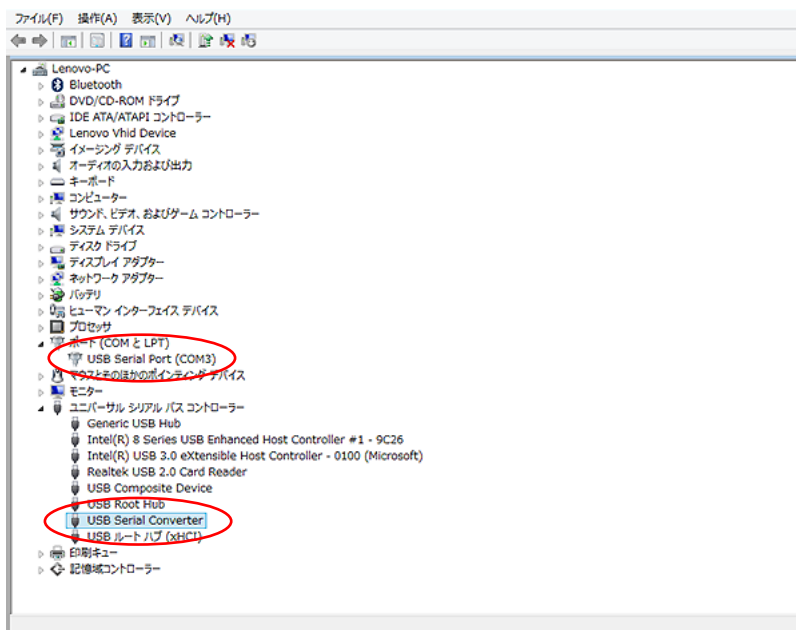 ファイル(F) 操作(A) 表示(V) ヘルプ(H)
Lenovo-PC
Bluetooth
DVD/CD-ROM ドライブ
IDE ATA/ATAPI コントローラー
Lenovo Vhid Device
イメージング デバイス
オーディオの入力および出力
キーボード
コンピューター
サウンド、ビデオ、およびゲーム コントローラー
システム デバイス
ディスク ドライブ
ディスプレイ アダプター
ネットワーク アダプター
バッテリ
ヒューマン インターフェイス デバイス
プロセッサ
ポート (COM と LPT)
USB Serial Port (COM3)
マウスとそのほかのポインティング デバイス
モニター
ユニバーサル シリアル バス コントローラー
Generic USB Hub
Intel(R) 8 Series USB Enhanced Host Controller #1 - 9C26
Intel(R) USB 3.0 eXtensible Host Controller - 0100 (Microsoft)
Realtek USB 2.0 Card Reader
USB Composite Device
USB Root Hub
USB Serial Converter
USB ルート ハブ (xHCI)
印刷キュー
記憶域コントローラー